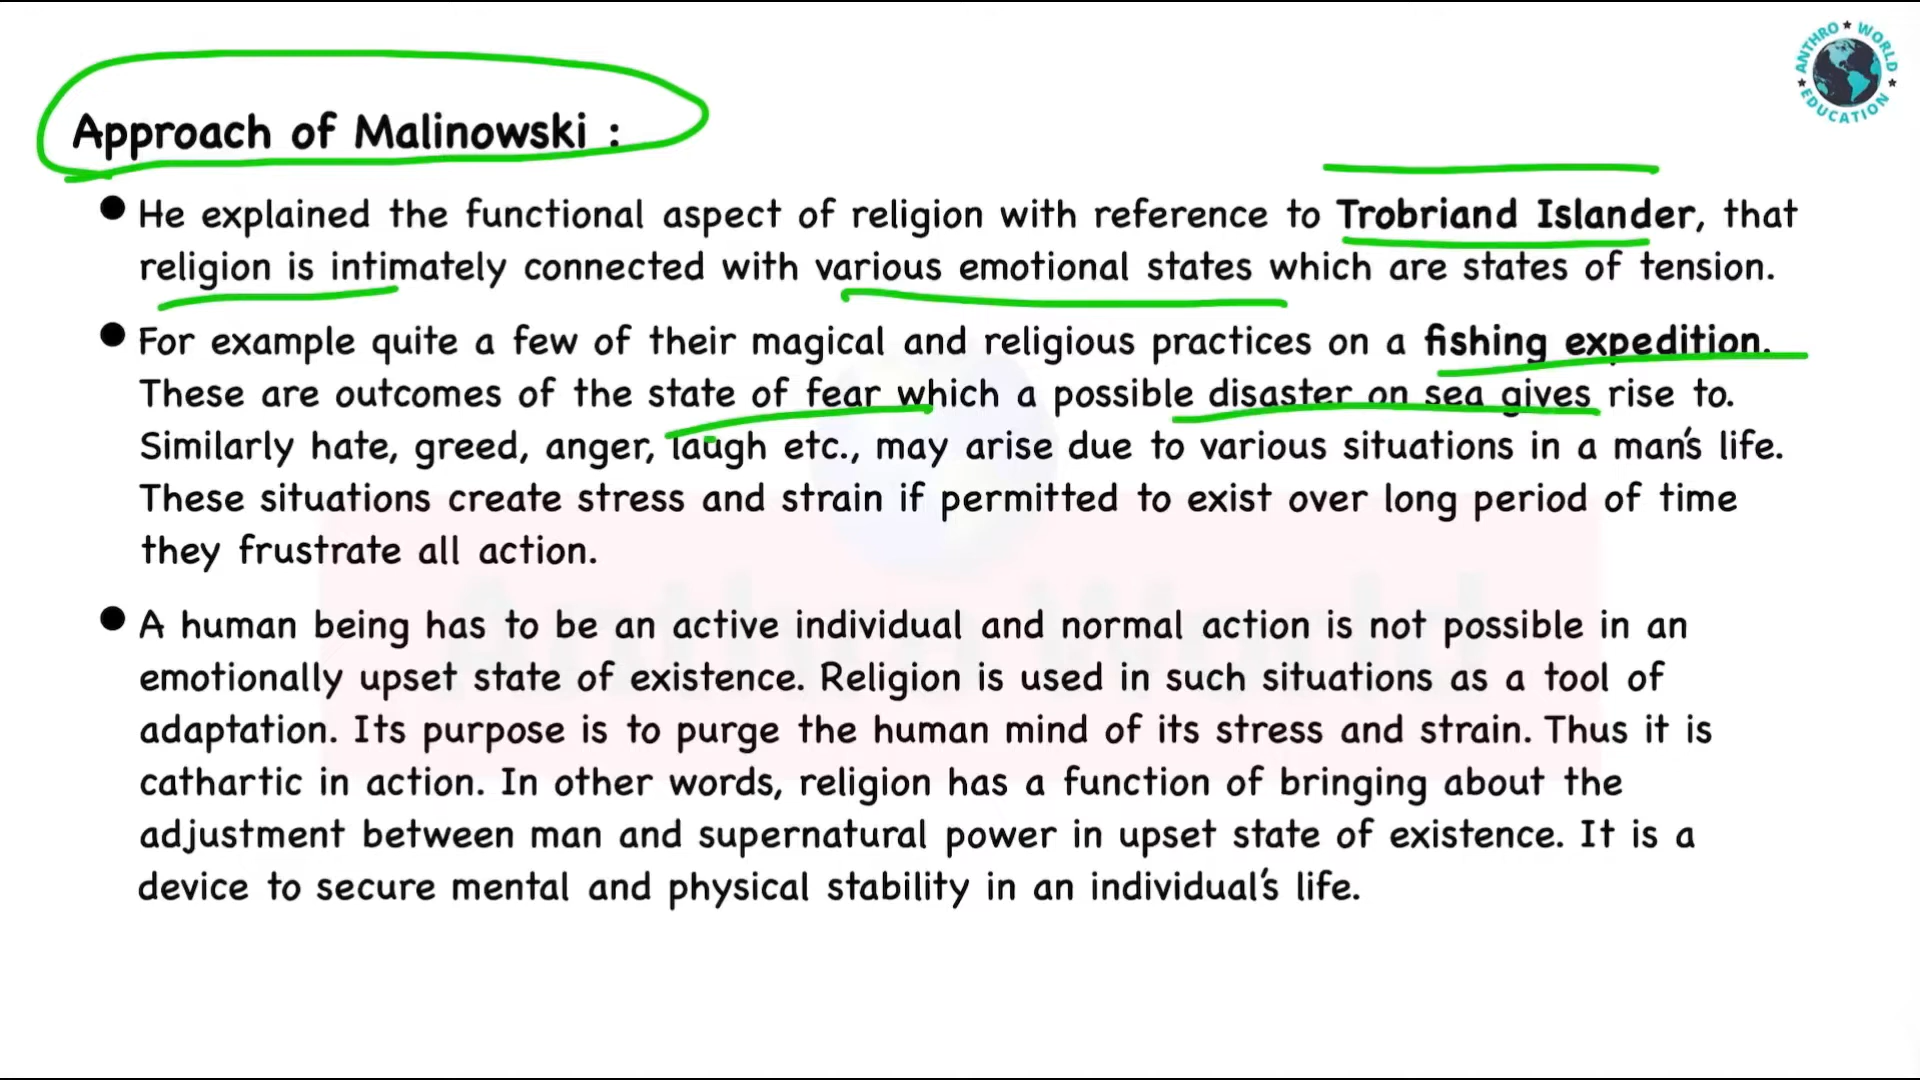 ANTHRO ★ WORLD ★ EDUCATION ★
Approach of Malinowski :
● He explained the functional aspect of religion with reference to Trobriand Islander, that
religion is intimately connected with various emotional states which are states of tension.
● For example quite a few of their magical and religious practices on a fishing expedition.
These are outcomes of the state of fear which a possible disaster on sea gives rise to.
Similarly hate, greed, anger, laugh etc., may arise due to various situations in a man's life.
These situations create stress and strain if permitted to exist over long period of time
they frustrate all action.
● A human being has to be an active individual and normal action is not possible in an
emotionally upset state of existence. Religion is used in such situations as a tool of
adaptation. Its purpose is to purge the human mind of its stress and strain. Thus it is
cathartic in action. In other words, religion has a function of bringing about the
adjustment between man and supernatural power in upset state of existence. It is a
device to secure mental and physical stability in an individual's life.
Anthro World